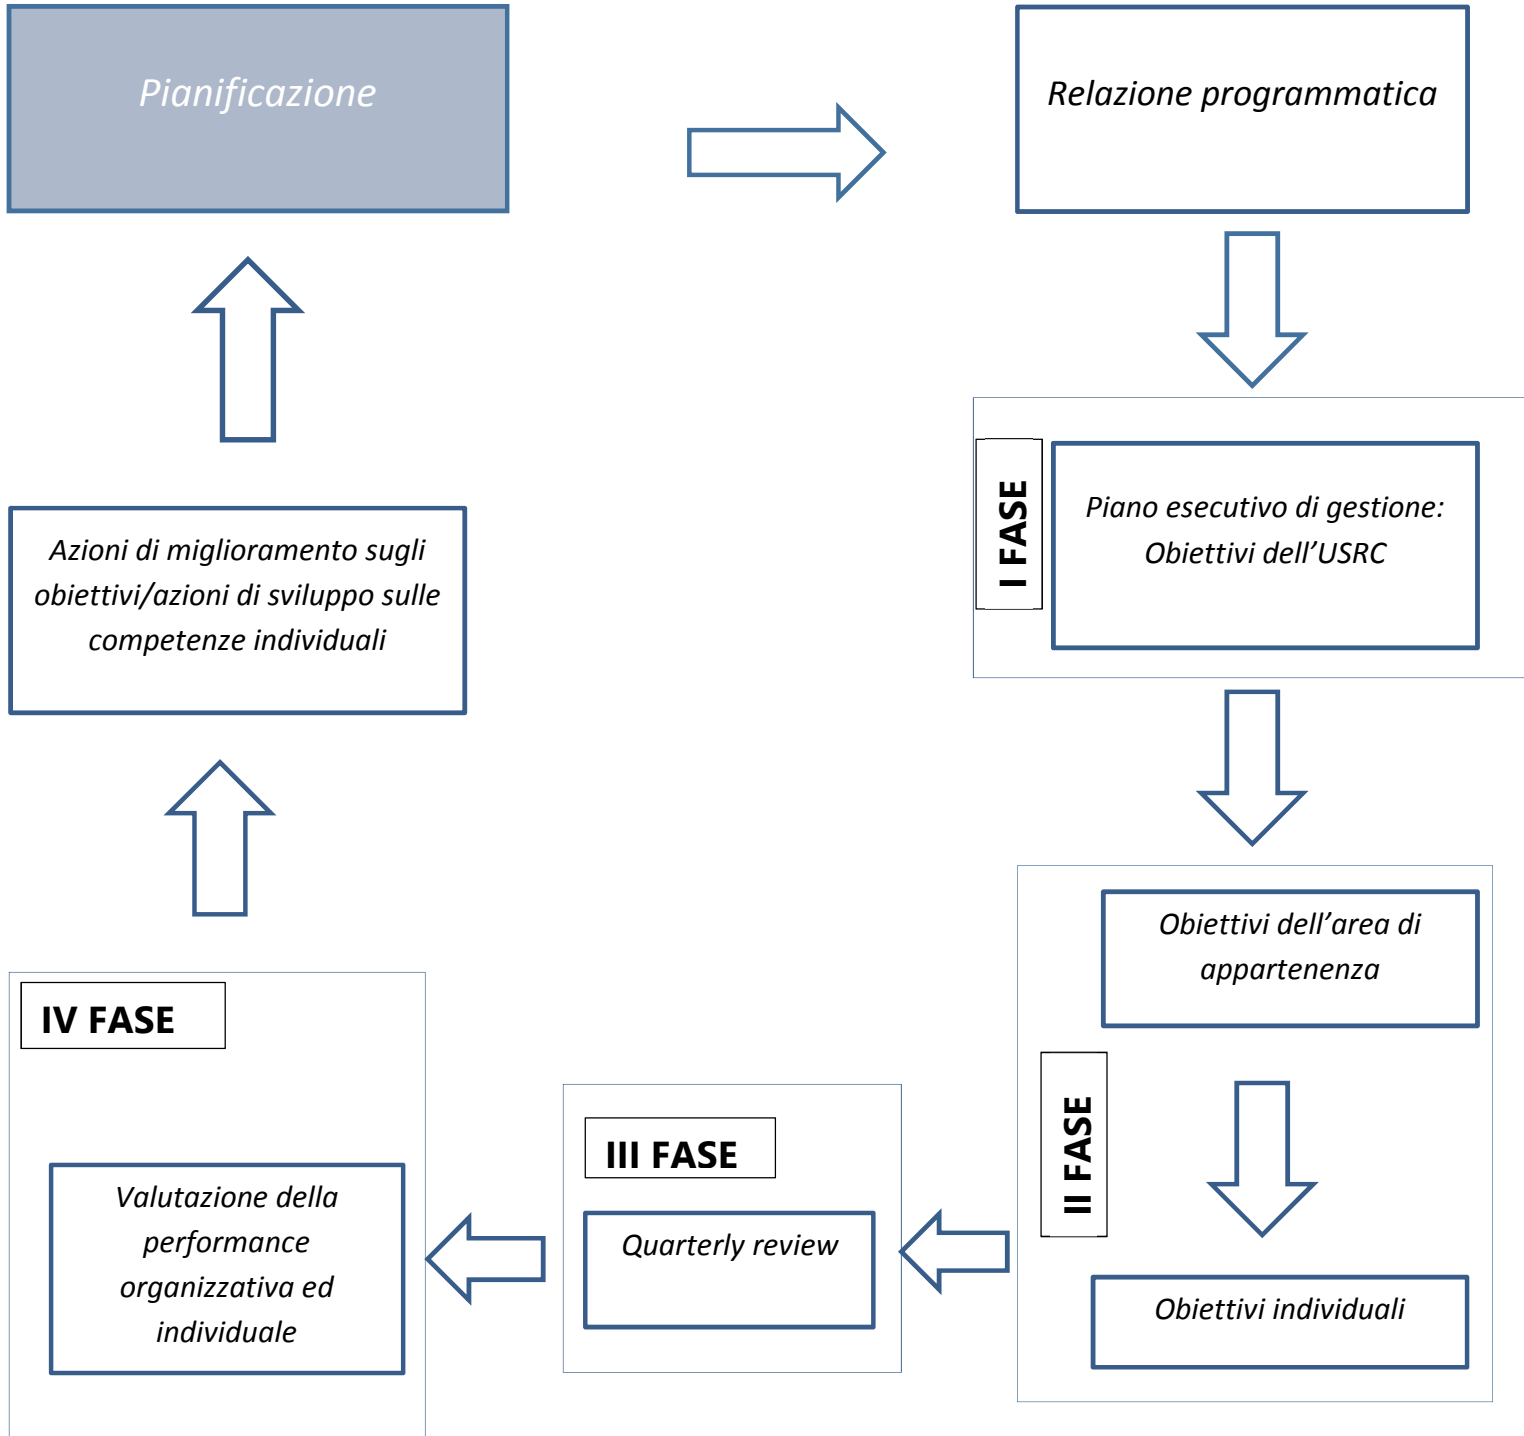 Pianificazione
Relazione programmatica
I FASE
Piano esecutivo di gestione:
Obiettivi dell’USRC
Azioni di miglioramento sugli
obiettivi/azioni di sviluppo sulle
competenze individuali
Obiettivi dell’area di
appartenenza
II FASE
Obiettivi individuali
III FASE
Quarterly review
IV FASE
Valutazione della
performance
organizzativa ed
individuale